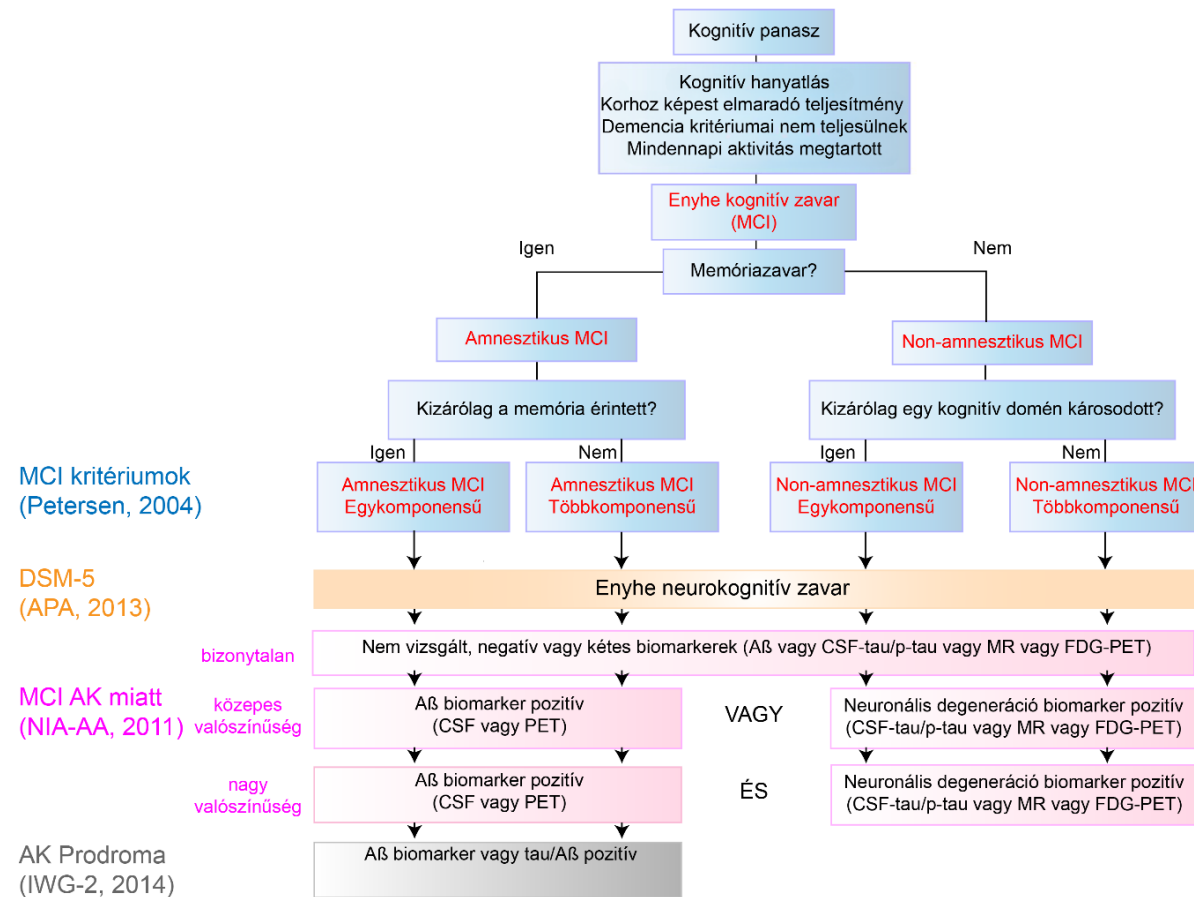 Kognitív panasz
Kognitív hanyatlás
Korhoz képest elmaradó teljesítmény
Demencia kritériumai nem teljesülnek
Mindennapi aktivitás megtartott
Enyhe kognitív zavar
(MCI)
Igen
Nem
Memóriazavar?
Amnesztikus MCI
Non-amnesztikus MCI
Kizárólag a memória érintett?
Kizárólag egy kognitív domén károsodott?
Igen
Nem
Igen
Nem
MCI kritériumok
(Petersen, 2004)
Amnesztikus MCI
Egykomponensű
Amnesztikus MCI
Többkomponensű
Non-amnesztikus MCI
Egykomponensű
Non-amnesztikus MCI
Többkomponensű
DSM-5
(APA, 2013)
Enyhe neurokognitív zavar
bizonytalan
Nem vizsgált, negatív vagy kétes biomarkerek (Aß vagy CSF-tau/p-tau vagy MR vagy FDG-PET)
MCI AK miatt
(NIA-AA, 2011)
közepes
valószínűség
Aß biomarker pozitív
(CSF vagy PET)
VAGY
Neuronális degeneráció biomarker pozitív
(CSF-tau/p-tau vagy MR vagy FDG-PET)
nagy
valószínűség
Aß biomarker pozitív
(CSF vagy PET)
ÉS
Neuronális degeneráció biomarker pozitív
(CSF-tau/p-tau vagy MR vagy FDG-PET)
AK Prodroma
(IWG-2, 2014)
Aß biomarker vagy tau/Aß pozitív